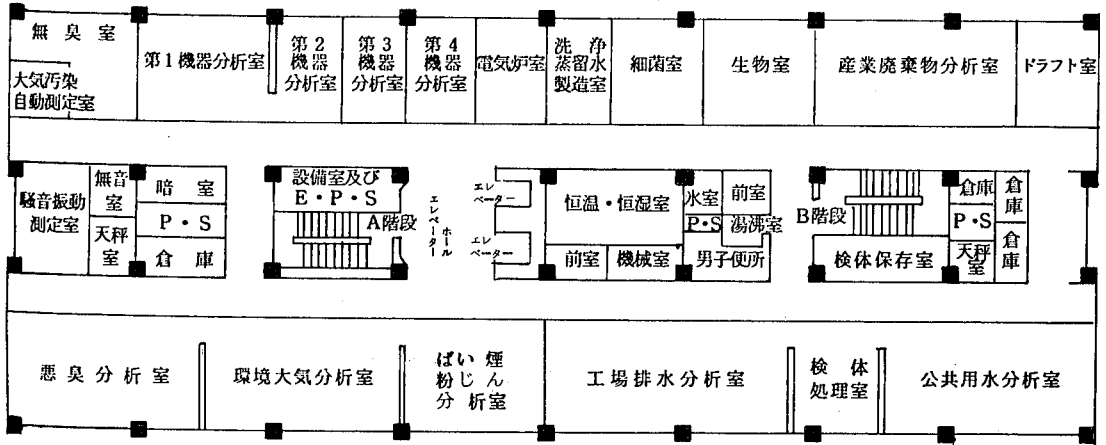 無臭室
大気汚染
自動測定室
第1機器分析室
第2
機器
分析室
第3
機器
分析室
第4
機器
分析室
電気炉室
洗浄
蒸留水
製造室
細菌室
生物室
産業廃棄物分析室
ドラフト室
騒音振動
測定室
無音
室
天秤
室
暗室
P・S
倉庫
設備室及び
E・P・S
A階段
エレベーター
ホール
エレ
ベーター
エレ
ベーター
恒温・恒湿室
前室
機械室
氷室
P・S
前室
湯沸室
男子便所
B階段
検体保存室
倉庫
P・S
天秤
室
倉
庫
倉
庫
悪臭分析室
環境大気分析室
ばい煙
粉じん
分析室
工場排水分析室
検体
処理室
公共用水分析室